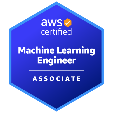 aws
certified
Machine Learning
Engineer
ASSOCIATE